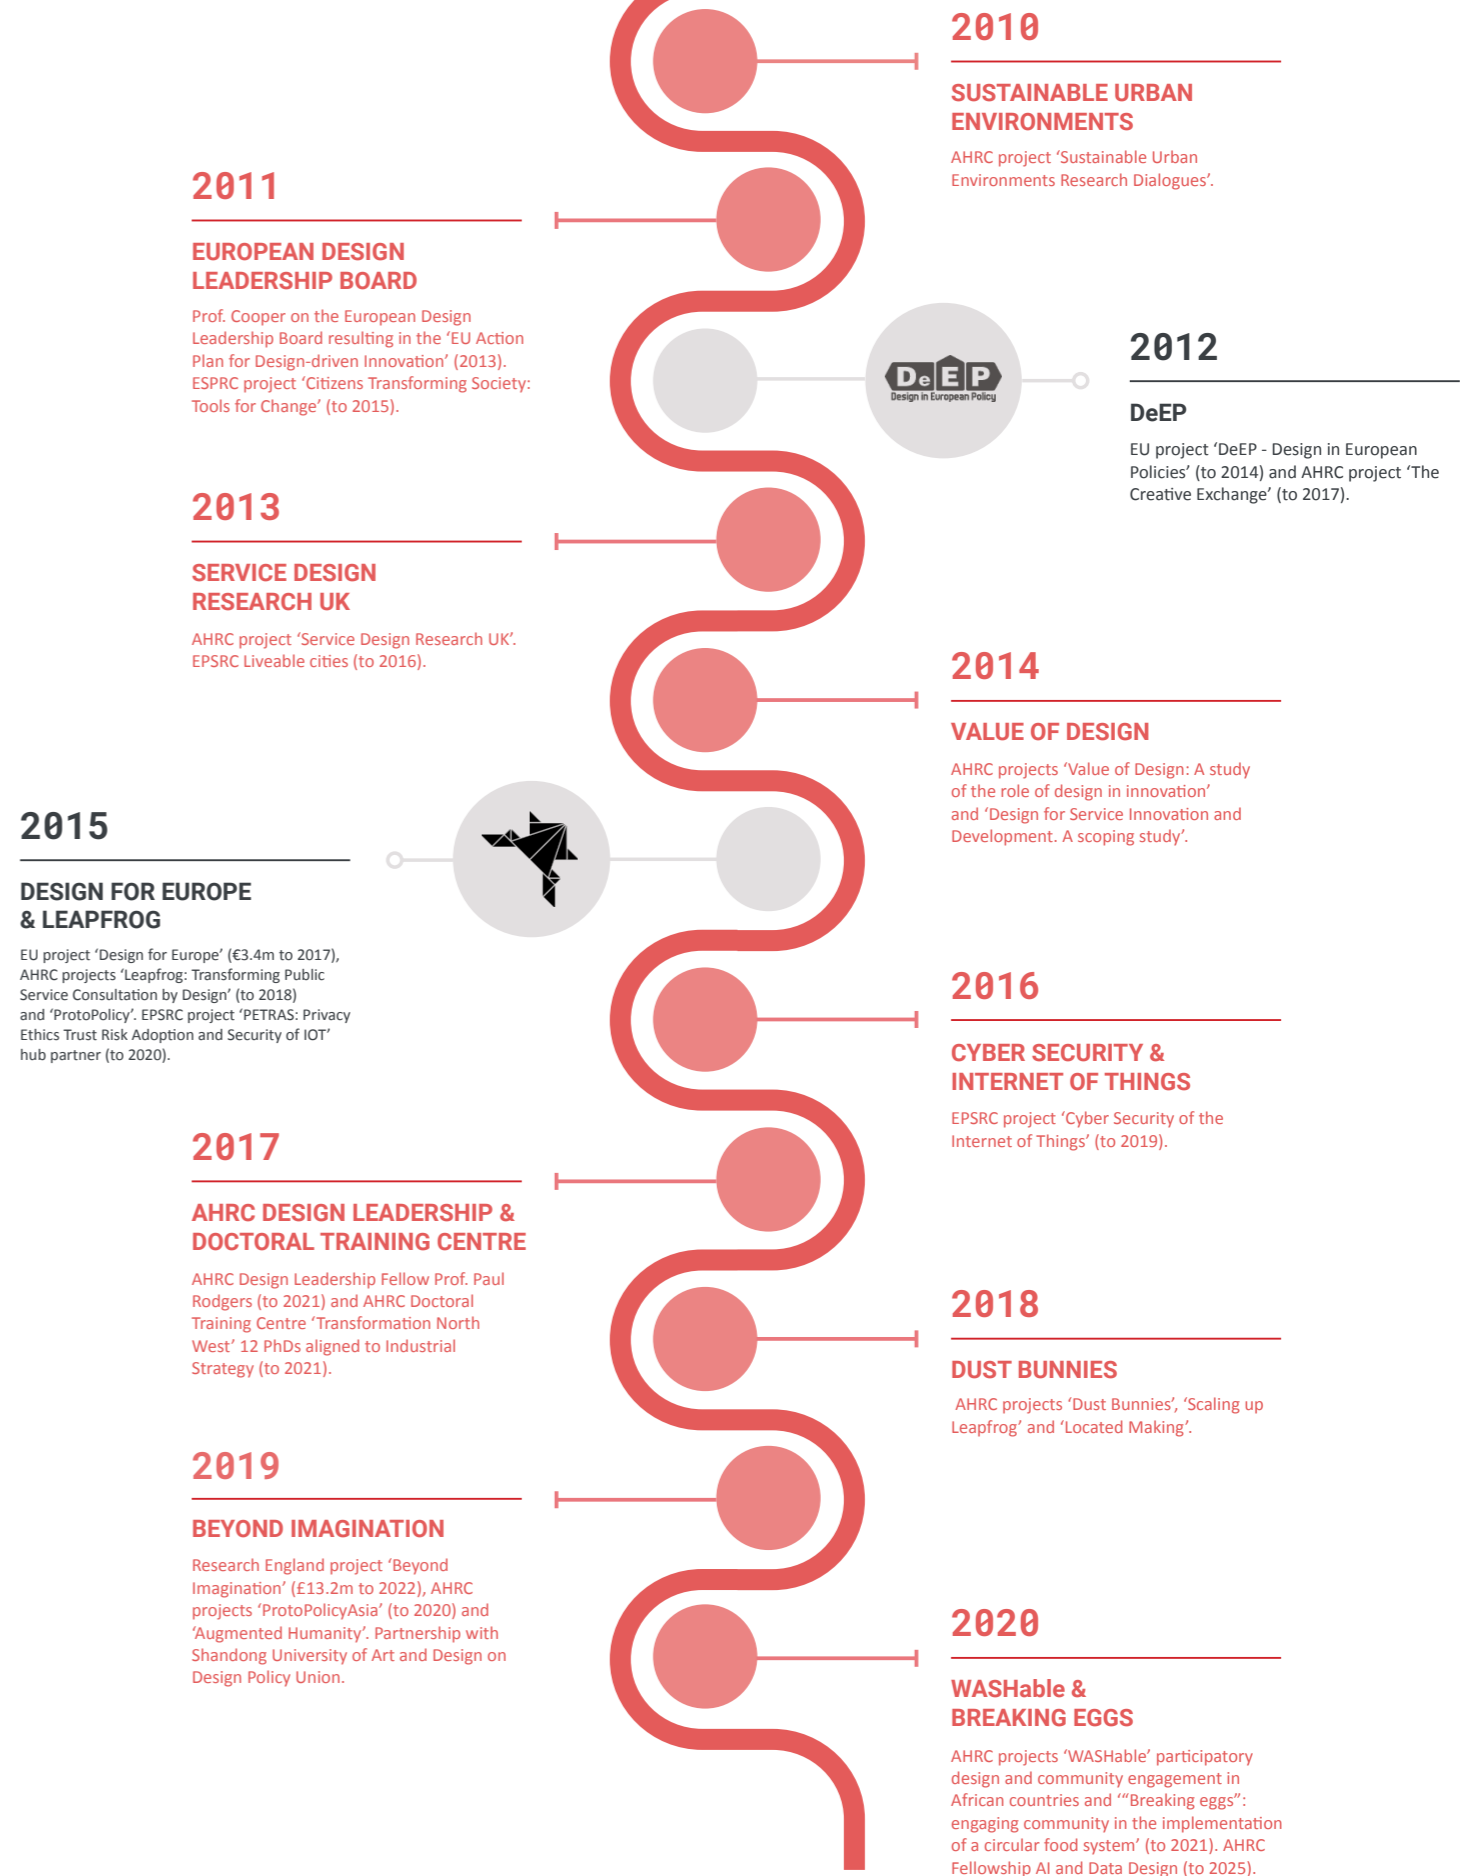 2010
SUSTAINABLE URBAN
ENVIRONMENTS
AHRC project ‘Sustainable Urban
Environments Research Dialogues’.
2011
EUROPEAN DESIGN
LEADERSHIP BOARD
Prof. Cooper on the European Design
Leadership Board resulting in the ‘EU Action
Plan for Design-driven Innovation’ (2013).
ESPRC project ‘Citizens Transforming Society:
Tools for Change’ (to 2015).
DeEP
Design in European Policy
2012
DeEP
EU project ‘DeEP - Design in European
Policies’ (to 2014) and AHRC project ‘The
Creative Exchange’ (to 2017).
2013
SERVICE DESIGN
RESEARCH UK
AHRC project ‘Service Design Research UK’.
EPSRC Liveable cities (to 2016).
2014
VALUE OF DESIGN
AHRC projects ‘Value of Design: A study
of the role of design in innovation’
and ‘Design for Service Innovation and
Development. A scoping study’.
2015
DESIGN FOR EUROPE
& LEAPFROG
EU project ‘Design for Europe’ (€3.4m to 2017),
AHRC projects ‘Leapfrog: Transforming Public
Service Consultation by Design’ (to 2018)
and ‘ProtoPolicy’. EPSRC project ‘PETRAS: Privacy
Ethics Trust Risk Adoption and Security of IOT’
hub partner (to 2020).
2016
CYBER SECURITY &
INTERNET OF THINGS
EPSRC project ‘Cyber Security of the
Internet of Things’ (to 2019).
2017
AHRC DESIGN LEADERSHIP &
DOCTORAL TRAINING CENTRE
AHRC Design Leadership Fellow Prof. Paul
Rodgers (to 2021) and AHRC Doctoral
Training Centre ‘Transformation North
West’ 12 PhDs aligned to Industrial
Strategy (to 2021).
2018
DUST BUNNIES
AHRC projects ‘Dust Bunnies’, ‘Scaling up
Leapfrog’ and ‘Located Making’.
2019
BEYOND IMAGINATION
Research England project ‘Beyond
Imagination’ (£13.2m to 2022), AHRC
projects ‘ProtoPolicyAsia’ (to 2020) and
‘Augmented Humanity’. Partnership with
Shandong University of Art and Design on
Design Policy Union.
2020
WASHable &
BREAKING EGGS
AHRC projects ‘WASHable’ participatory
design and community engagement in
African countries and ‘“Breaking eggs”:
engaging community in the implementation
of a circular food system’ (to 2021). AHRC
Fellowship AI and Data Design (to 2025).